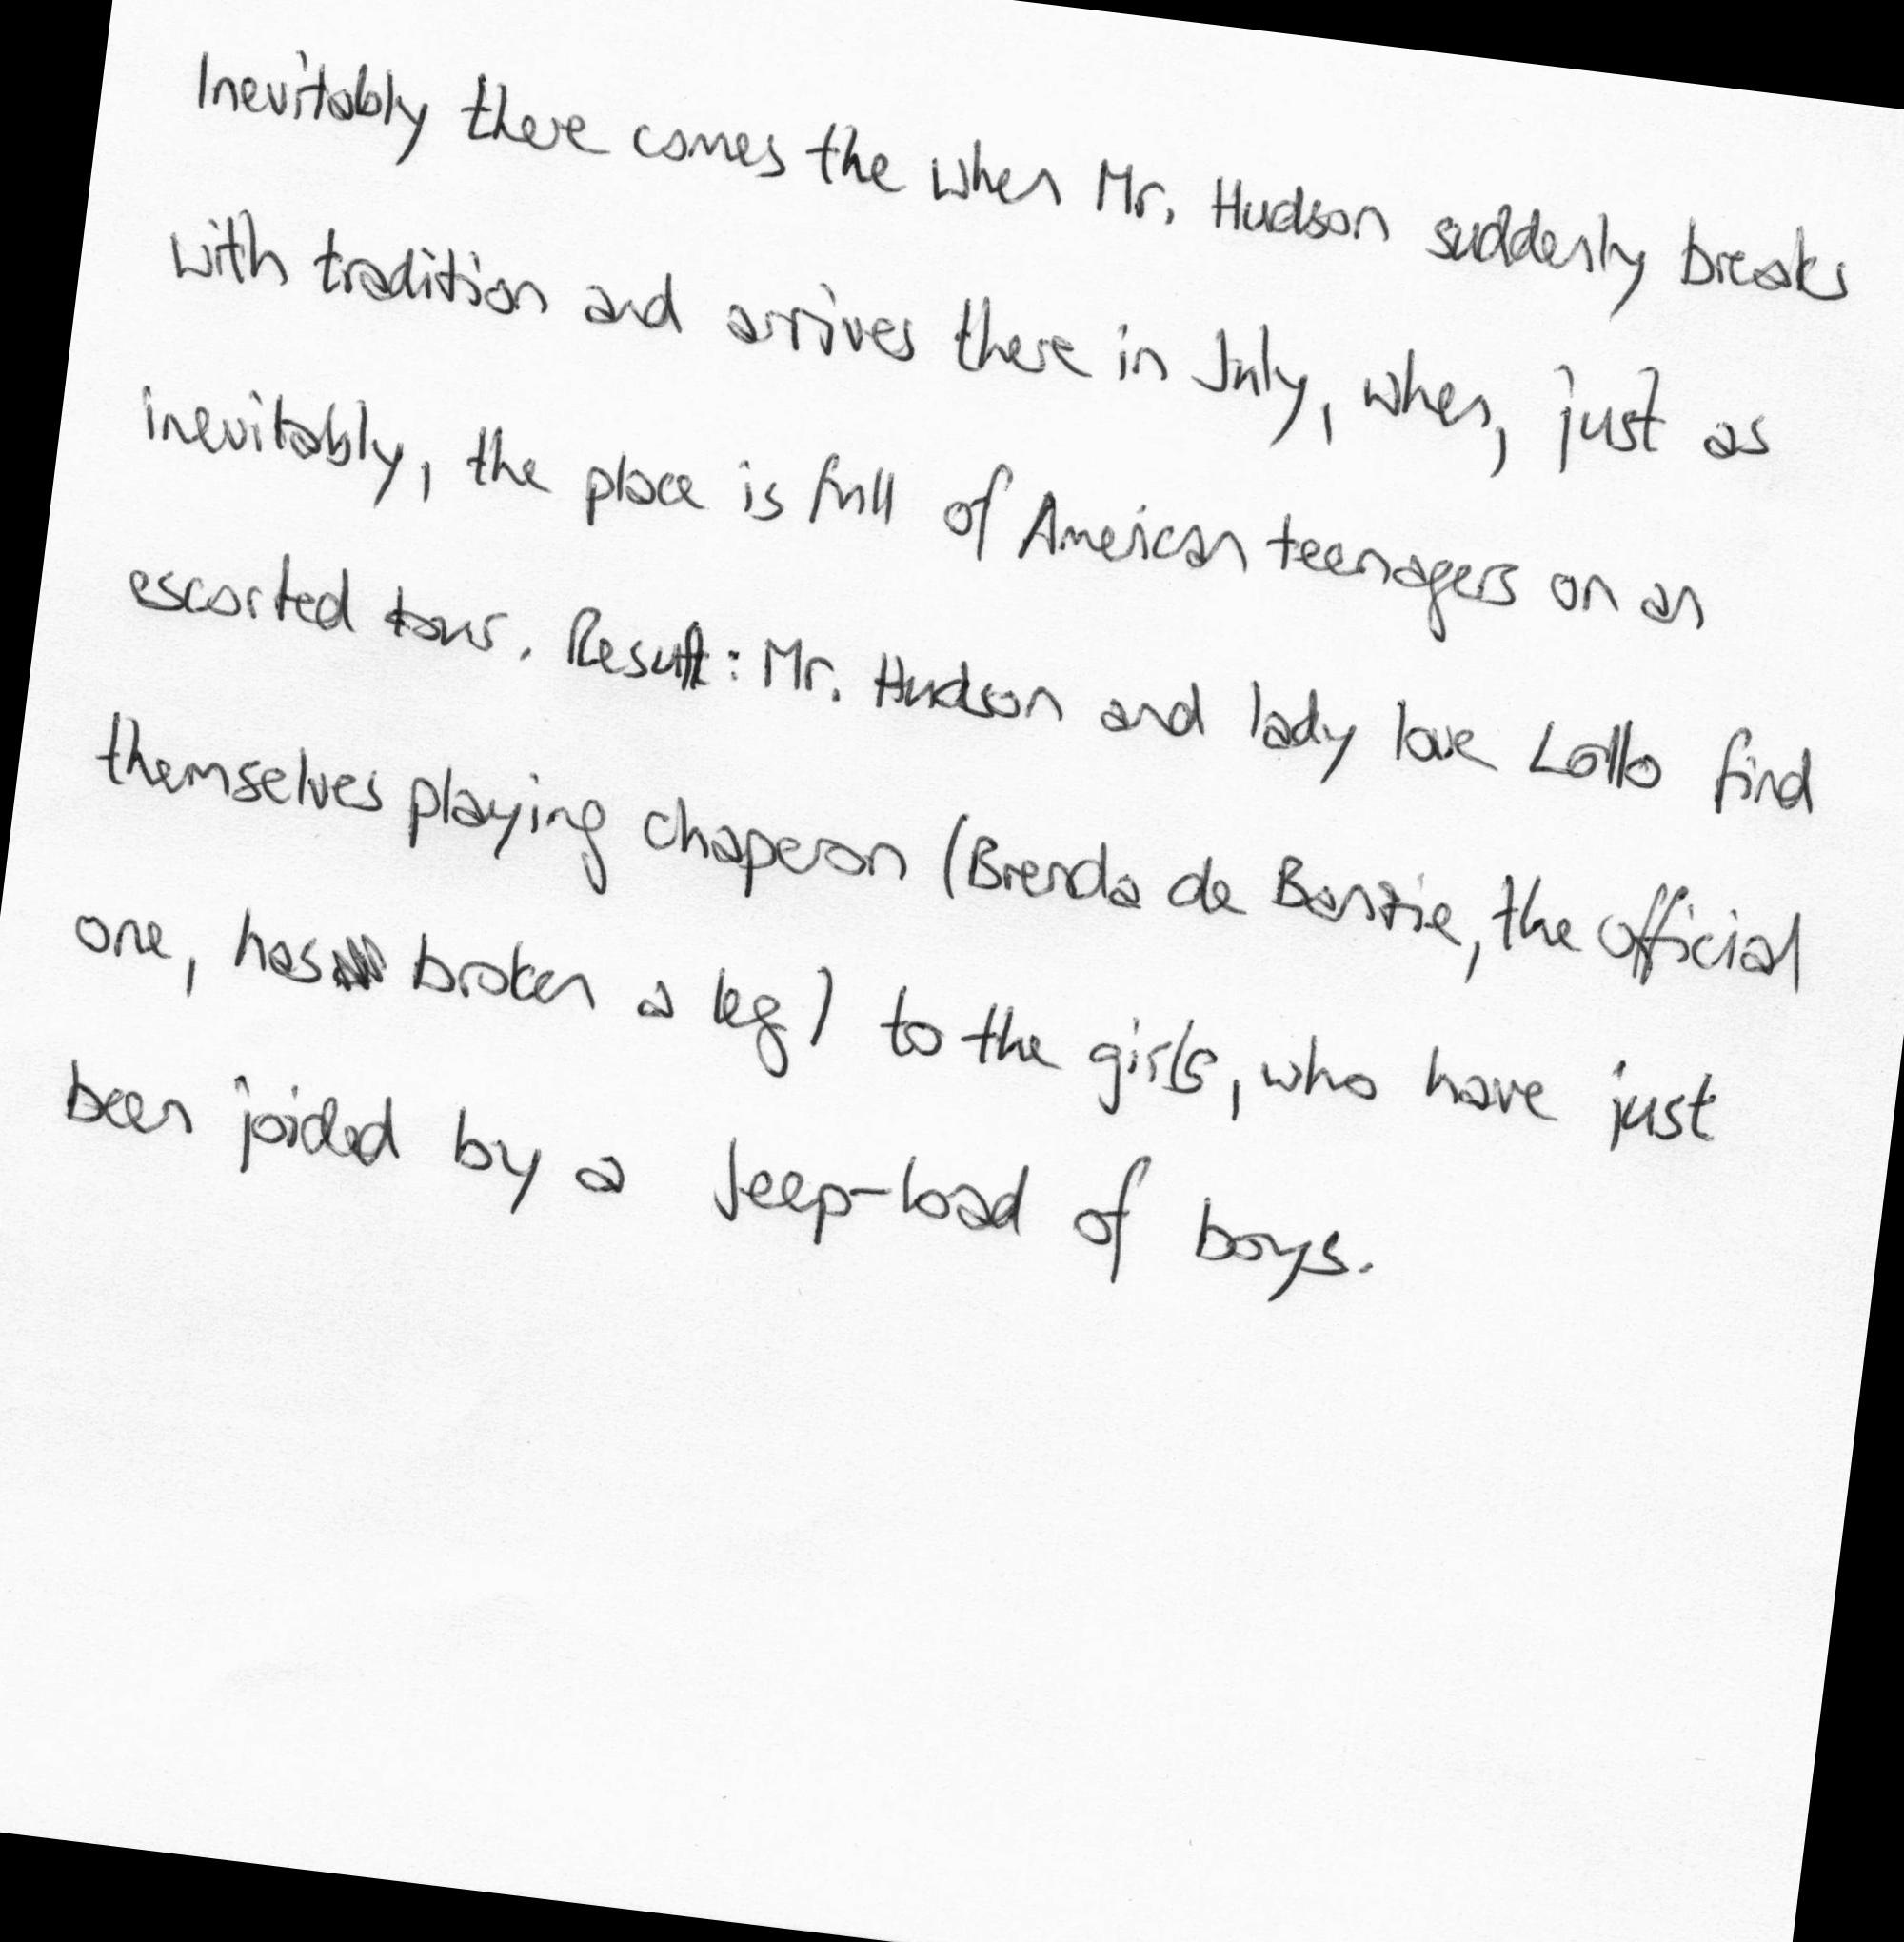 Inevitably there comes the when Mr. Hudson suddenly breaks
with tradition and arrives there in July, when, just as
inevitably, the place is full of American teenagers on an
escorted tour. Result: Mr. Hudson and lady love Lollo find
themselves playing chaperon (Brenda de Banzie, the official
one, has broken a leg) to the girls, who have just
been joided by a Jeep-load of boys.